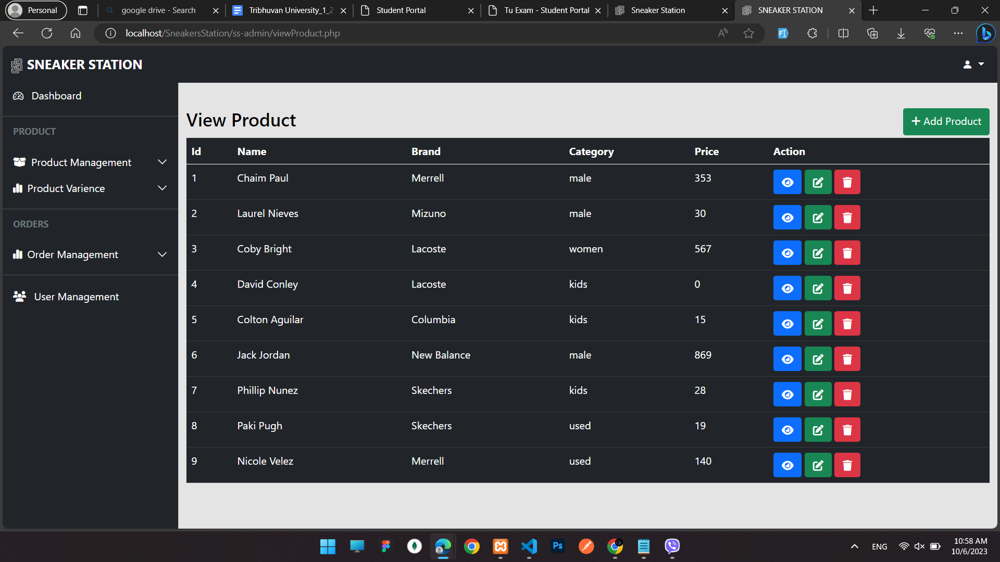 Personal
google drive - Search
Tribhuvan University_1_2
Student Portal
Tu Exam - Student Portal
Sneaker Station
SNEAKER STATION
localhost/SneakersStation/ss-admin/viewProduct.php
SNEAKER STATION
Dashboard
PRODUCT
Product Management
Product Varience
ORDERS
Order Management
User Management
View Product
Add Product
Id Name Brand Category Price Action
1 Chaim Paul Merrell male 353
2 Laurel Nieves Mizuno male 30
3 Coby Bright Lacoste women 567
4 David Conley Lacoste kids 0
5 Colton Aguilar Columbia kids 15
6 Jack Jordan New Balance male 869
7 Phillip Nunez Skechers kids 28
8 Paki Pugh Skechers used 19
9 Nicole Velez Merrell used 140
Ps
ENG
10:58 AM
10/6/2023